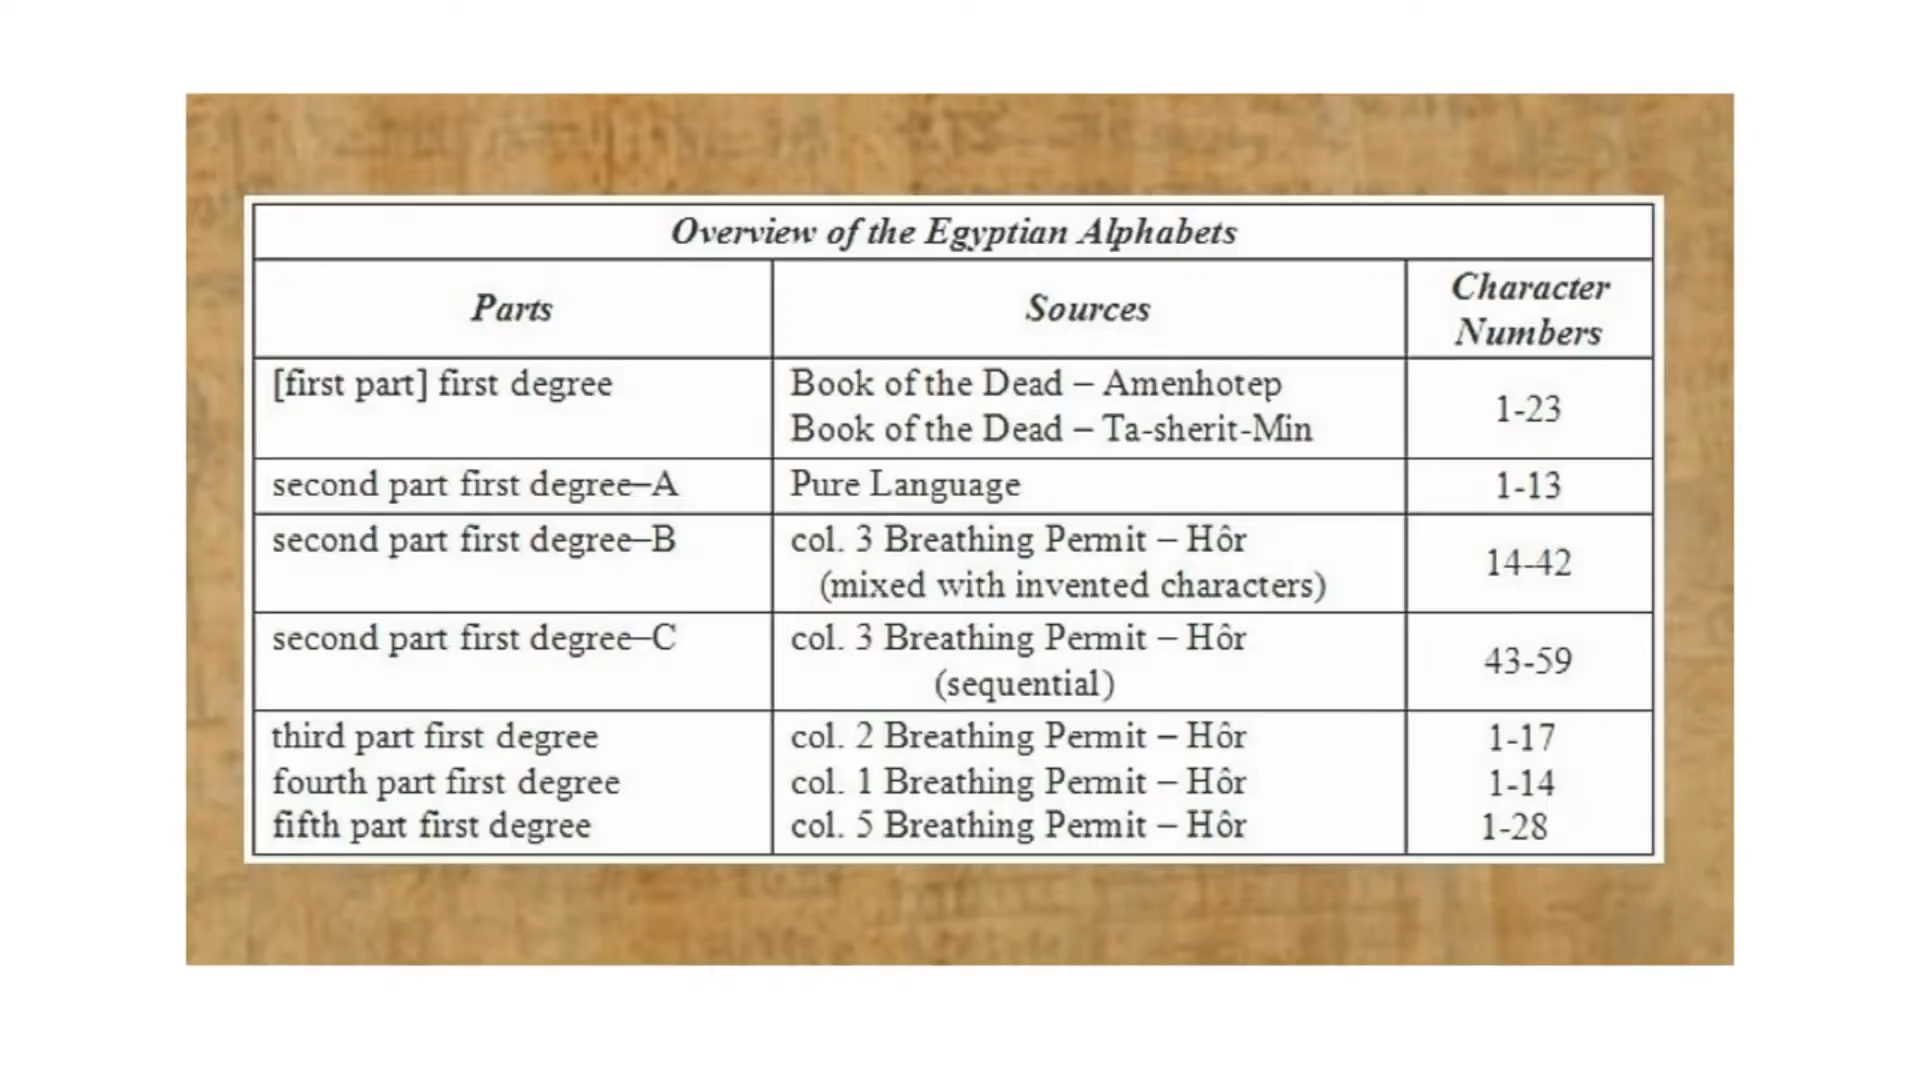 Overview of the Egyptian Alphabets
Parts
Sources
Character
Numbers
[first part] first degree
Book of the Dead – Amenhotep
Book of the Dead – Ta-sherit-Min
1-23
second part first degree–A
Pure Language
1-13
second part first degree–B
col. 3 Breathing Permit – Hôr
(mixed with invented characters)
14-42
second part first degree–C
col. 3 Breathing Permit – Hôr
(sequential)
43-59
third part first degree
col. 2 Breathing Permit – Hôr
1-17
fourth part first degree
col. 1 Breathing Permit – Hôr
1-14
fifth part first degree
col. 5 Breathing Permit – Hôr
1-28